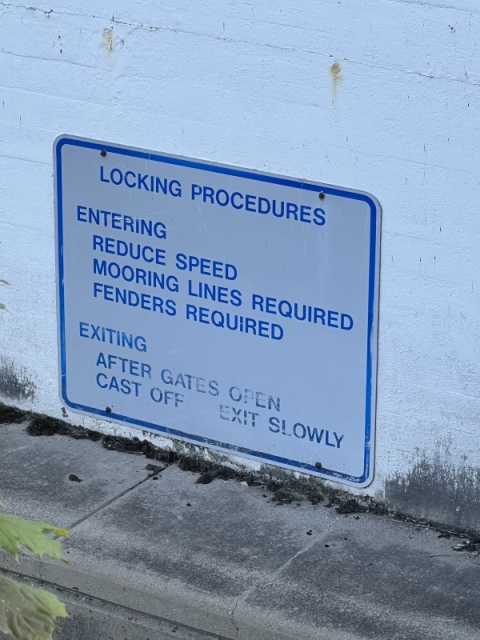 LOCKING PROCEDURES
ENTERING
REDUCE SPEED
MOORING LINES REQUIRED
FENDERS REQUIRED
EXITING
AFTER GATES OPEN
CAST OFF EXIT SLOWLY